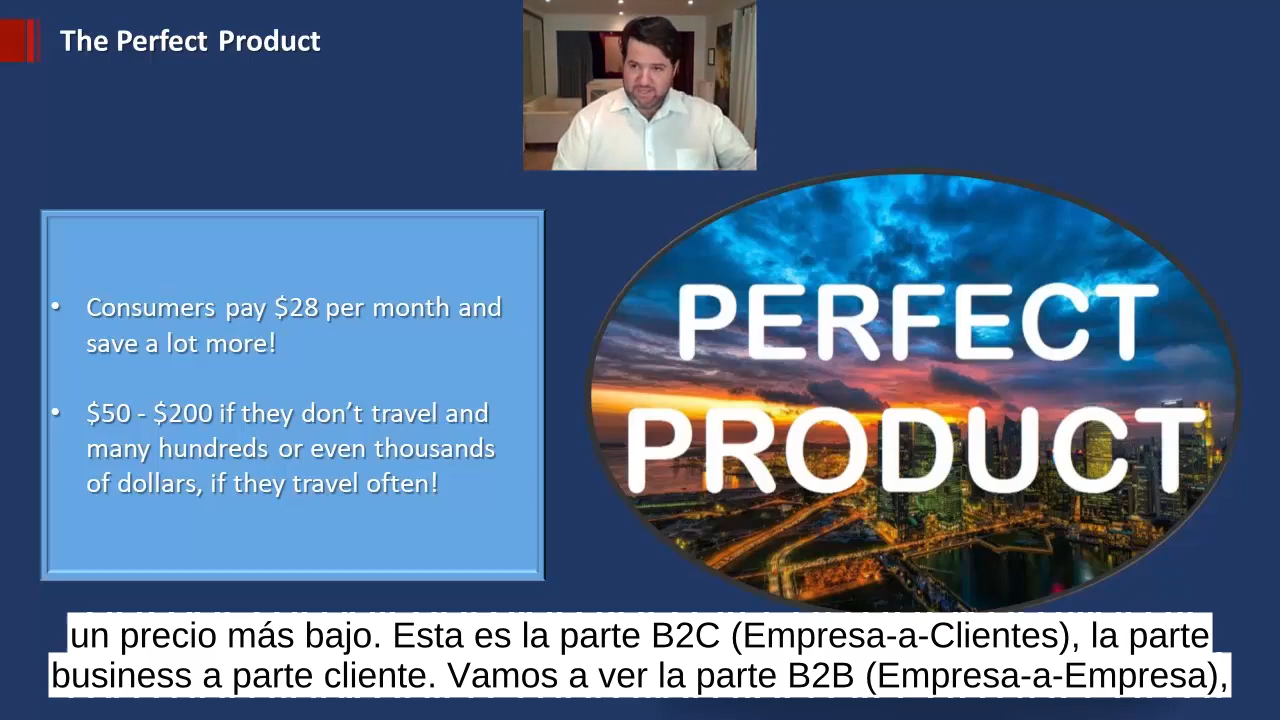 The Perfect Product
• Consumers pay $28 per month and
save a lot more!
• $50 - $200 if they don’t travel and
many hundreds or even thousands
of dollars, if they travel often!
PERFECT
PRODUCT
un precio más bajo. Esta es la parte B2C (Empresa-a-Clientes), la parte
business a parte cliente. Vamos a ver la parte B2B (Empresa-a-Empresa),